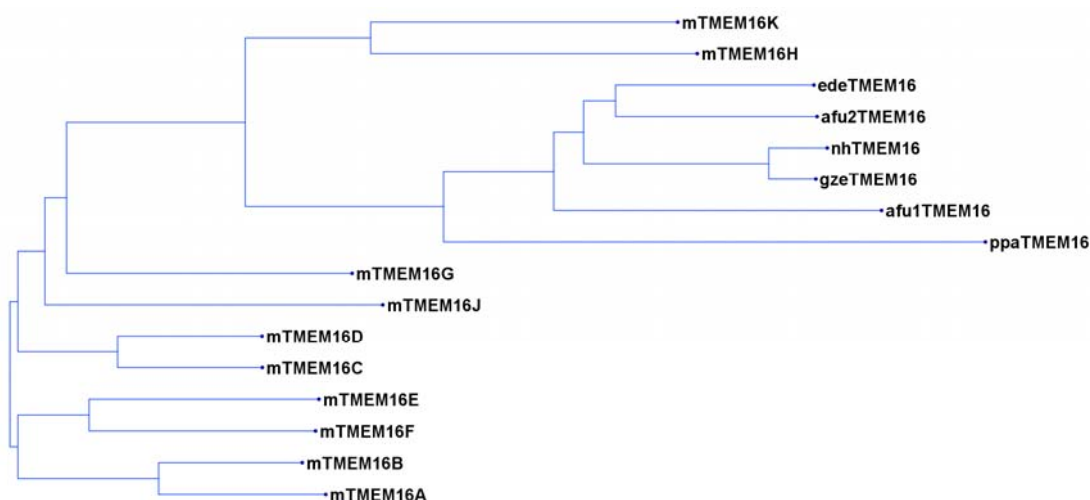 mTMEM16K
mTMEM16H
edeTMEM16
afu2TMEM16
nhTMEM16
gzeTMEM16
afu1TMEM16
ppaTMEM16
mTMEM16G
mTMEM16J
mTMEM16D
mTMEM16C
mTMEM16E
mTMEM16F
mTMEM16B
mTMEM16A